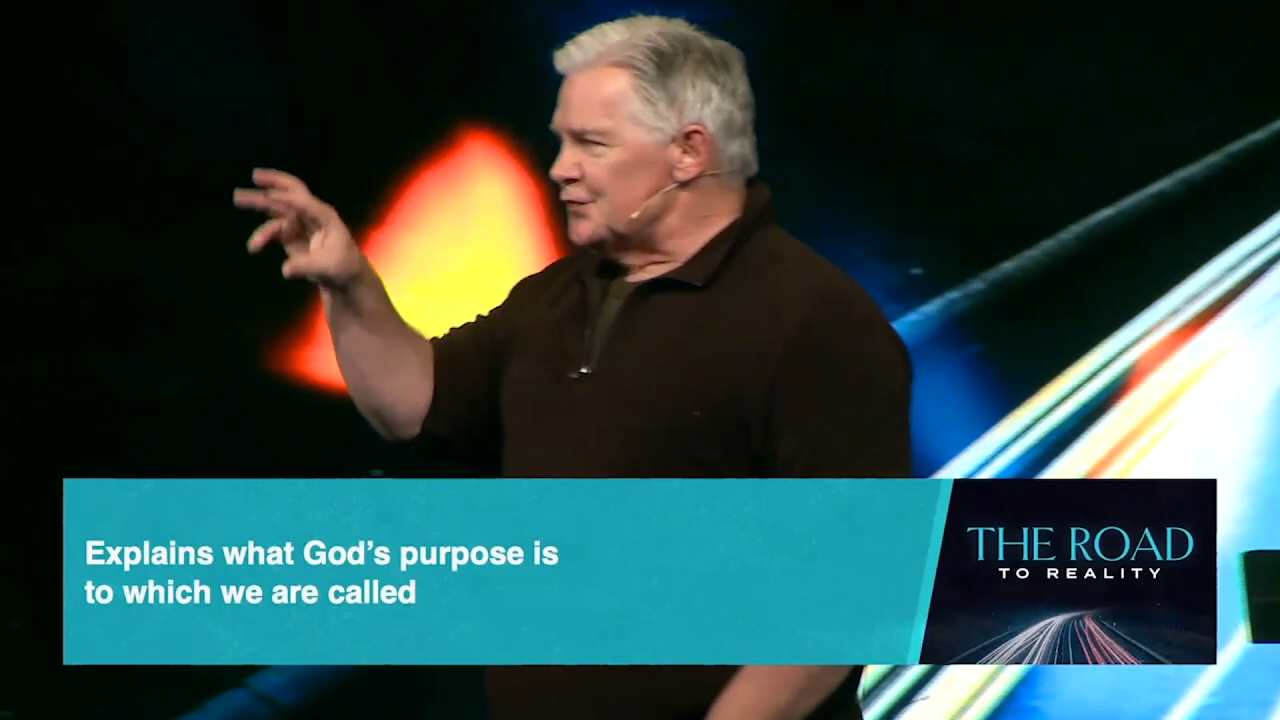 Explains what God's purpose is
to which we are called
THE ROAD
TO REALITY